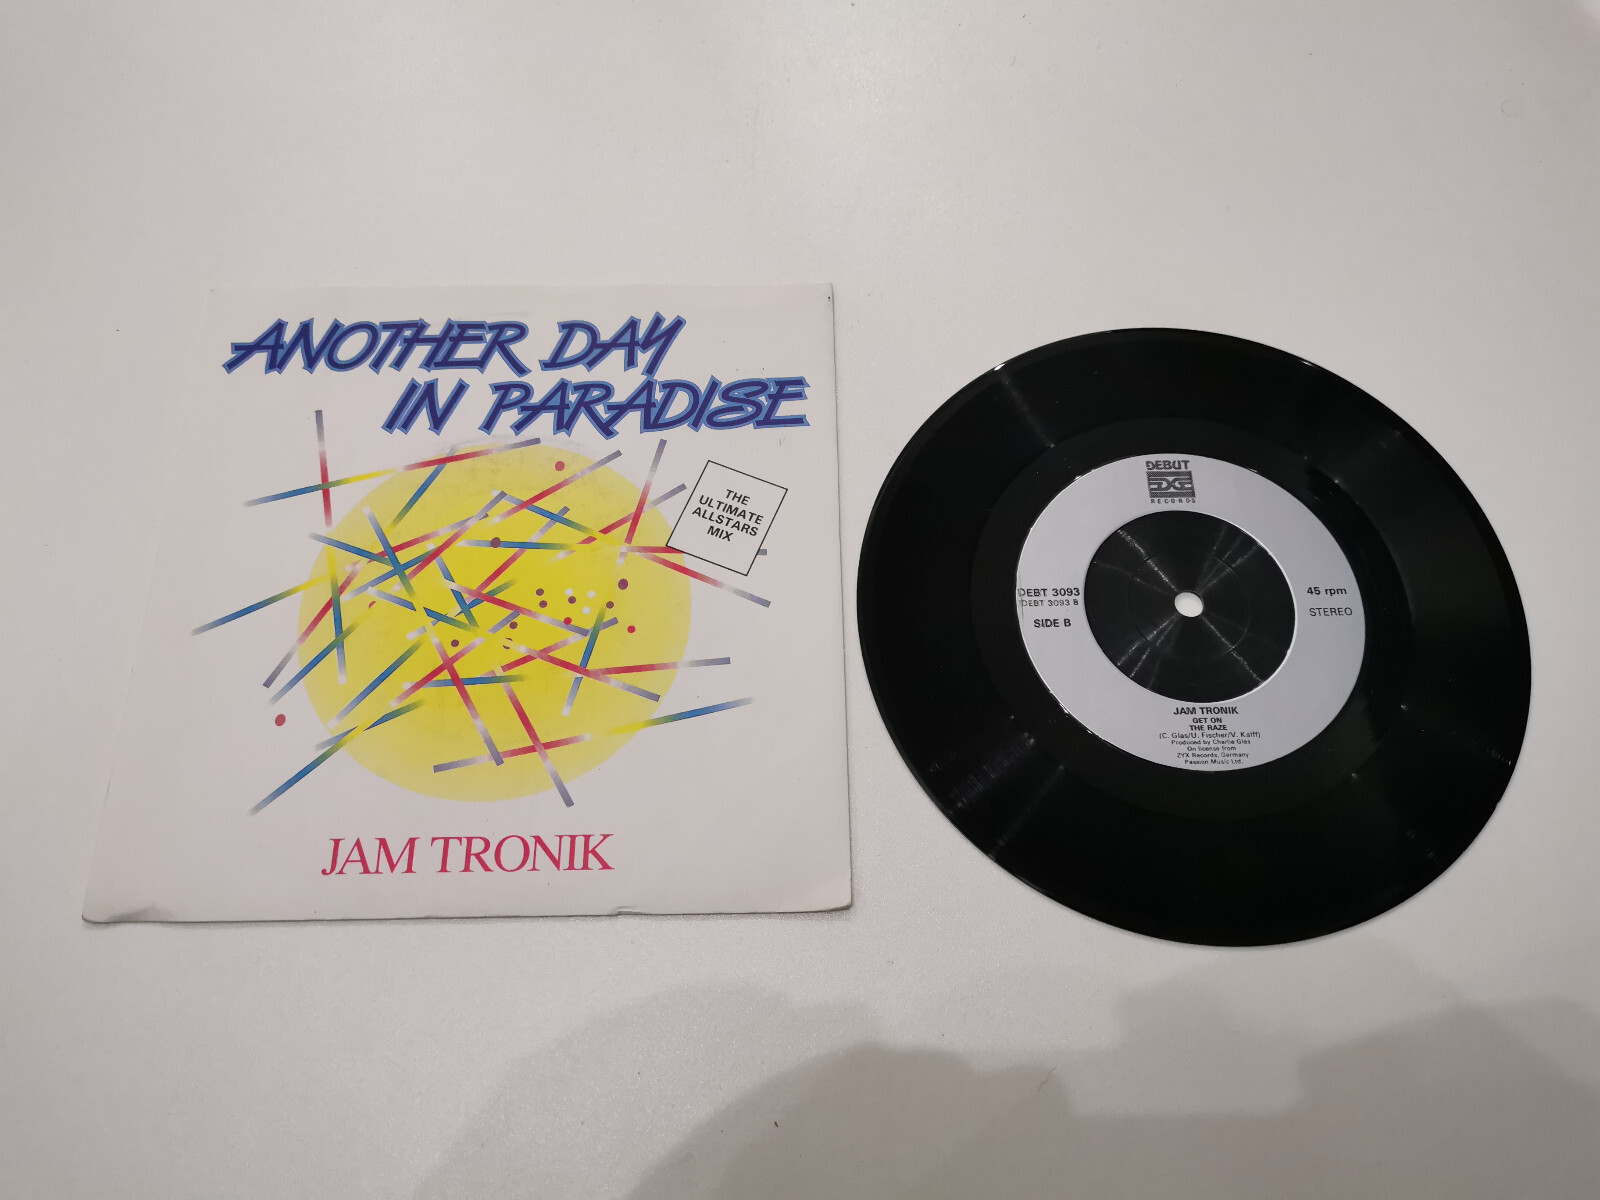 ANOTHER DAY
IN PARADISE
THE
ULTIMATE
ALLSTARS
MIX
JAM TRONIK
DEBUT
RECORDS
DEBT 3093
DEBT 3093 B
SIDE B
45 rpm
STEREO
JAM TRONIK
GET ON
THE RAZE
(C. Glas/U. Fischer/V. Kalff)
Produced by Charlie Glas
On license from
ZYX Records, Germany
Passion Music Ltd.